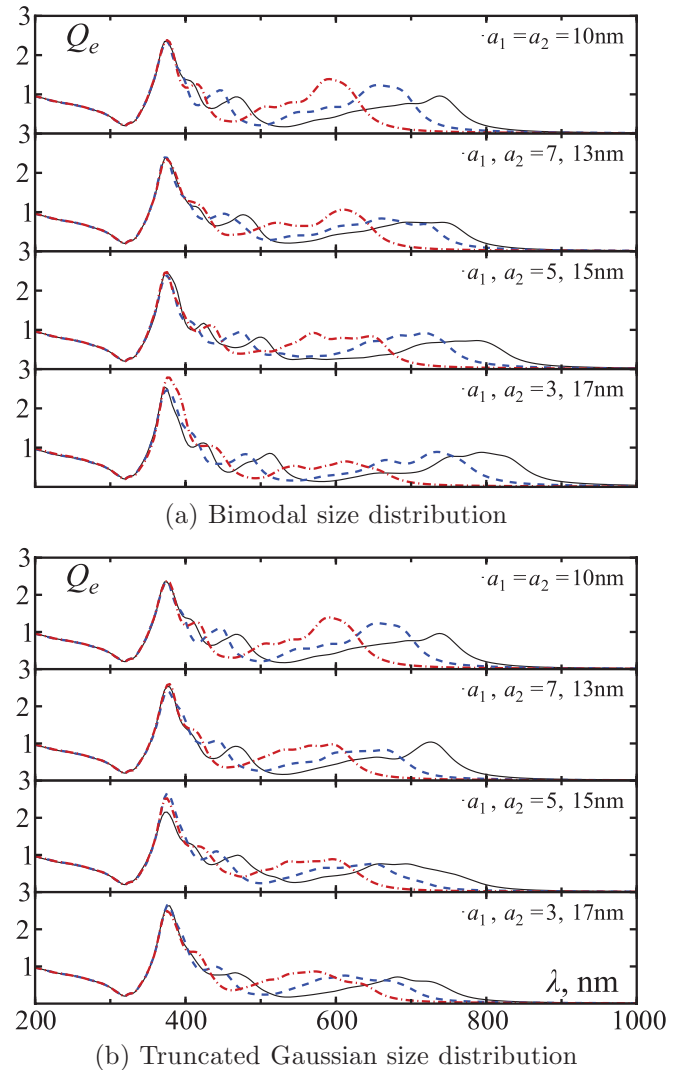 3
Q_e
·a_1 = a_2 = 10nm
2
1
3
·a_1, a_2 = 7, 13nm
2
1
3
·a_1, a_2 = 5, 15nm
2
1
3
·a_1, a_2 = 3, 17nm
2
1
(a) Bimodal size distribution
3
Q_e
·a_1 = a_2 = 10nm
2
1
3
·a_1, a_2 = 7, 13nm
2
1
3
·a_1, a_2 = 5, 15nm
2
1
3
·a_1, a_2 = 3, 17nm
2
1
λ, nm
200 400 600 800 1000
(b) Truncated Gaussian size distribution